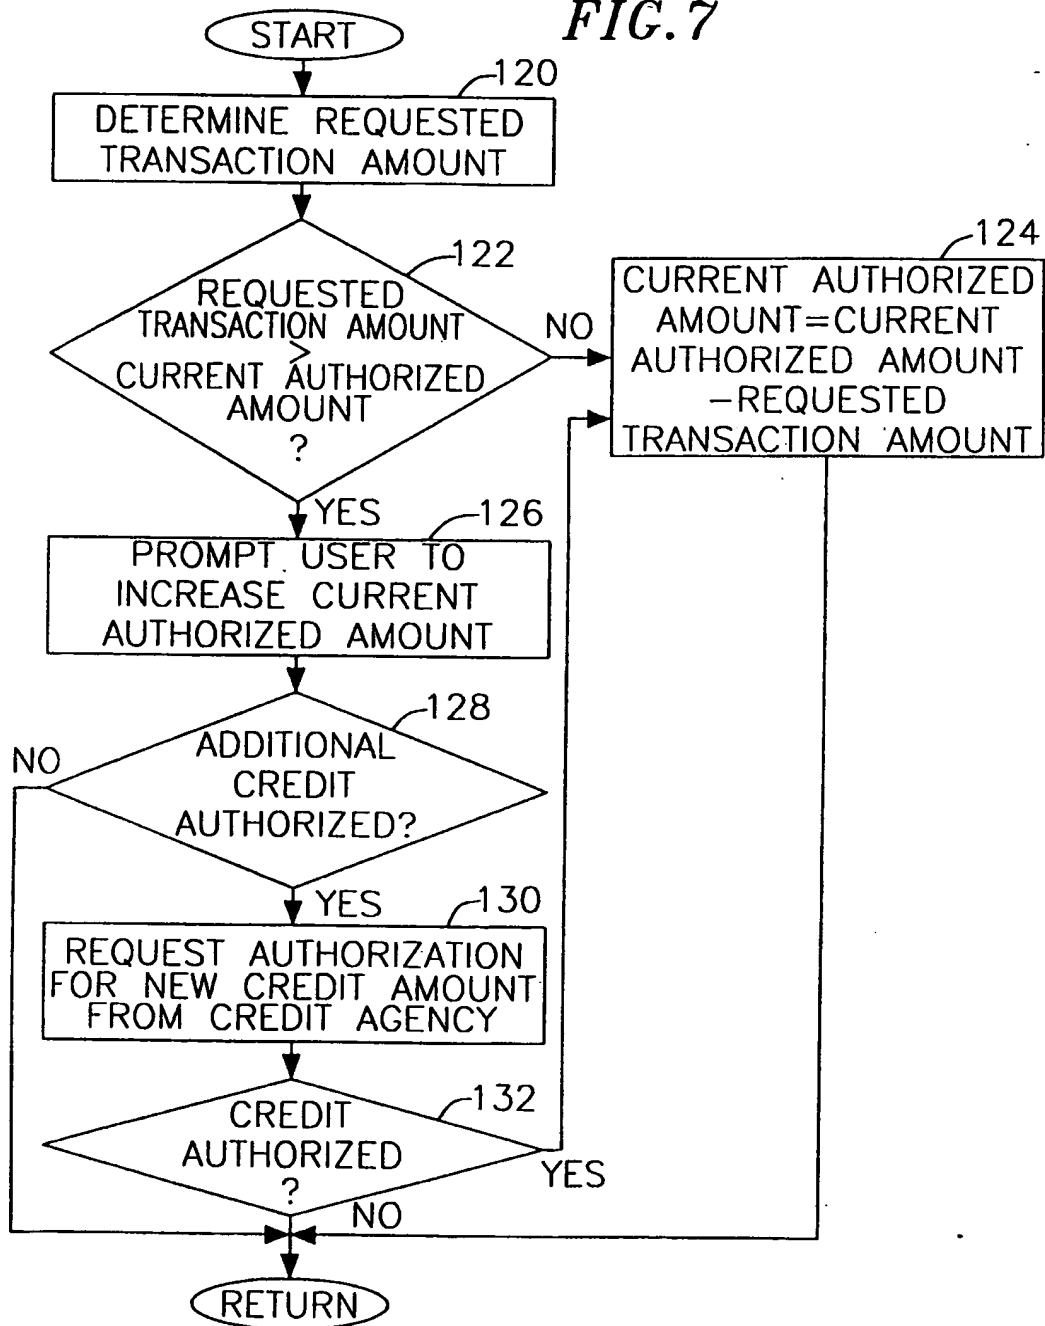 FIG. 7
START
120
DETERMINE REQUESTED
TRANSACTION AMOUNT
122
REQUESTED
TRANSACTION AMOUNT
>
CURRENT AUTHORIZED
AMOUNT
?
NO
124
CURRENT AUTHORIZED
AMOUNT=CURRENT
AUTHORIZED AMOUNT
-REQUESTED
TRANSACTION AMOUNT
YES
126
PROMPT USER TO
INCREASE CURRENT
AUTHORIZED AMOUNT
128
ADDITIONAL
CREDIT
AUTHORIZED?
NO
YES
130
REQUEST AUTHORIZATION
FOR NEW CREDIT AMOUNT
FROM CREDIT AGENCY
132
CREDIT
AUTHORIZED
?
YES
NO
RETURN